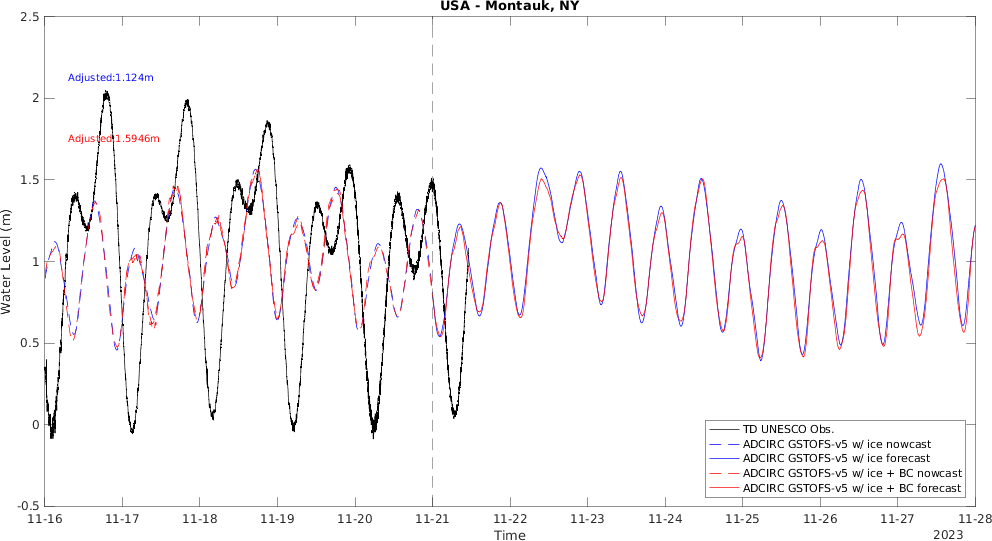 USA - Montauk, NY
2.5
2
1.5
1
0.5
0
-0.5
Water Level (m)
Adjusted:1.124m
Adjusted:1.5946m
TD UNESCO Obs.
ADCIRC GSTOFS-v5 w/ ice nowcast
ADCIRC GSTOFS-v5 w/ ice forecast
ADCIRC GSTOFS-v5 w/ ice + BC nowcast
ADCIRC GSTOFS-v5 w/ ice + BC forecast
11-16 11-17 11-18 11-19 11-20 11-21 11-22 11-23 11-24 11-25 11-26 11-27 11-28
Time
2023